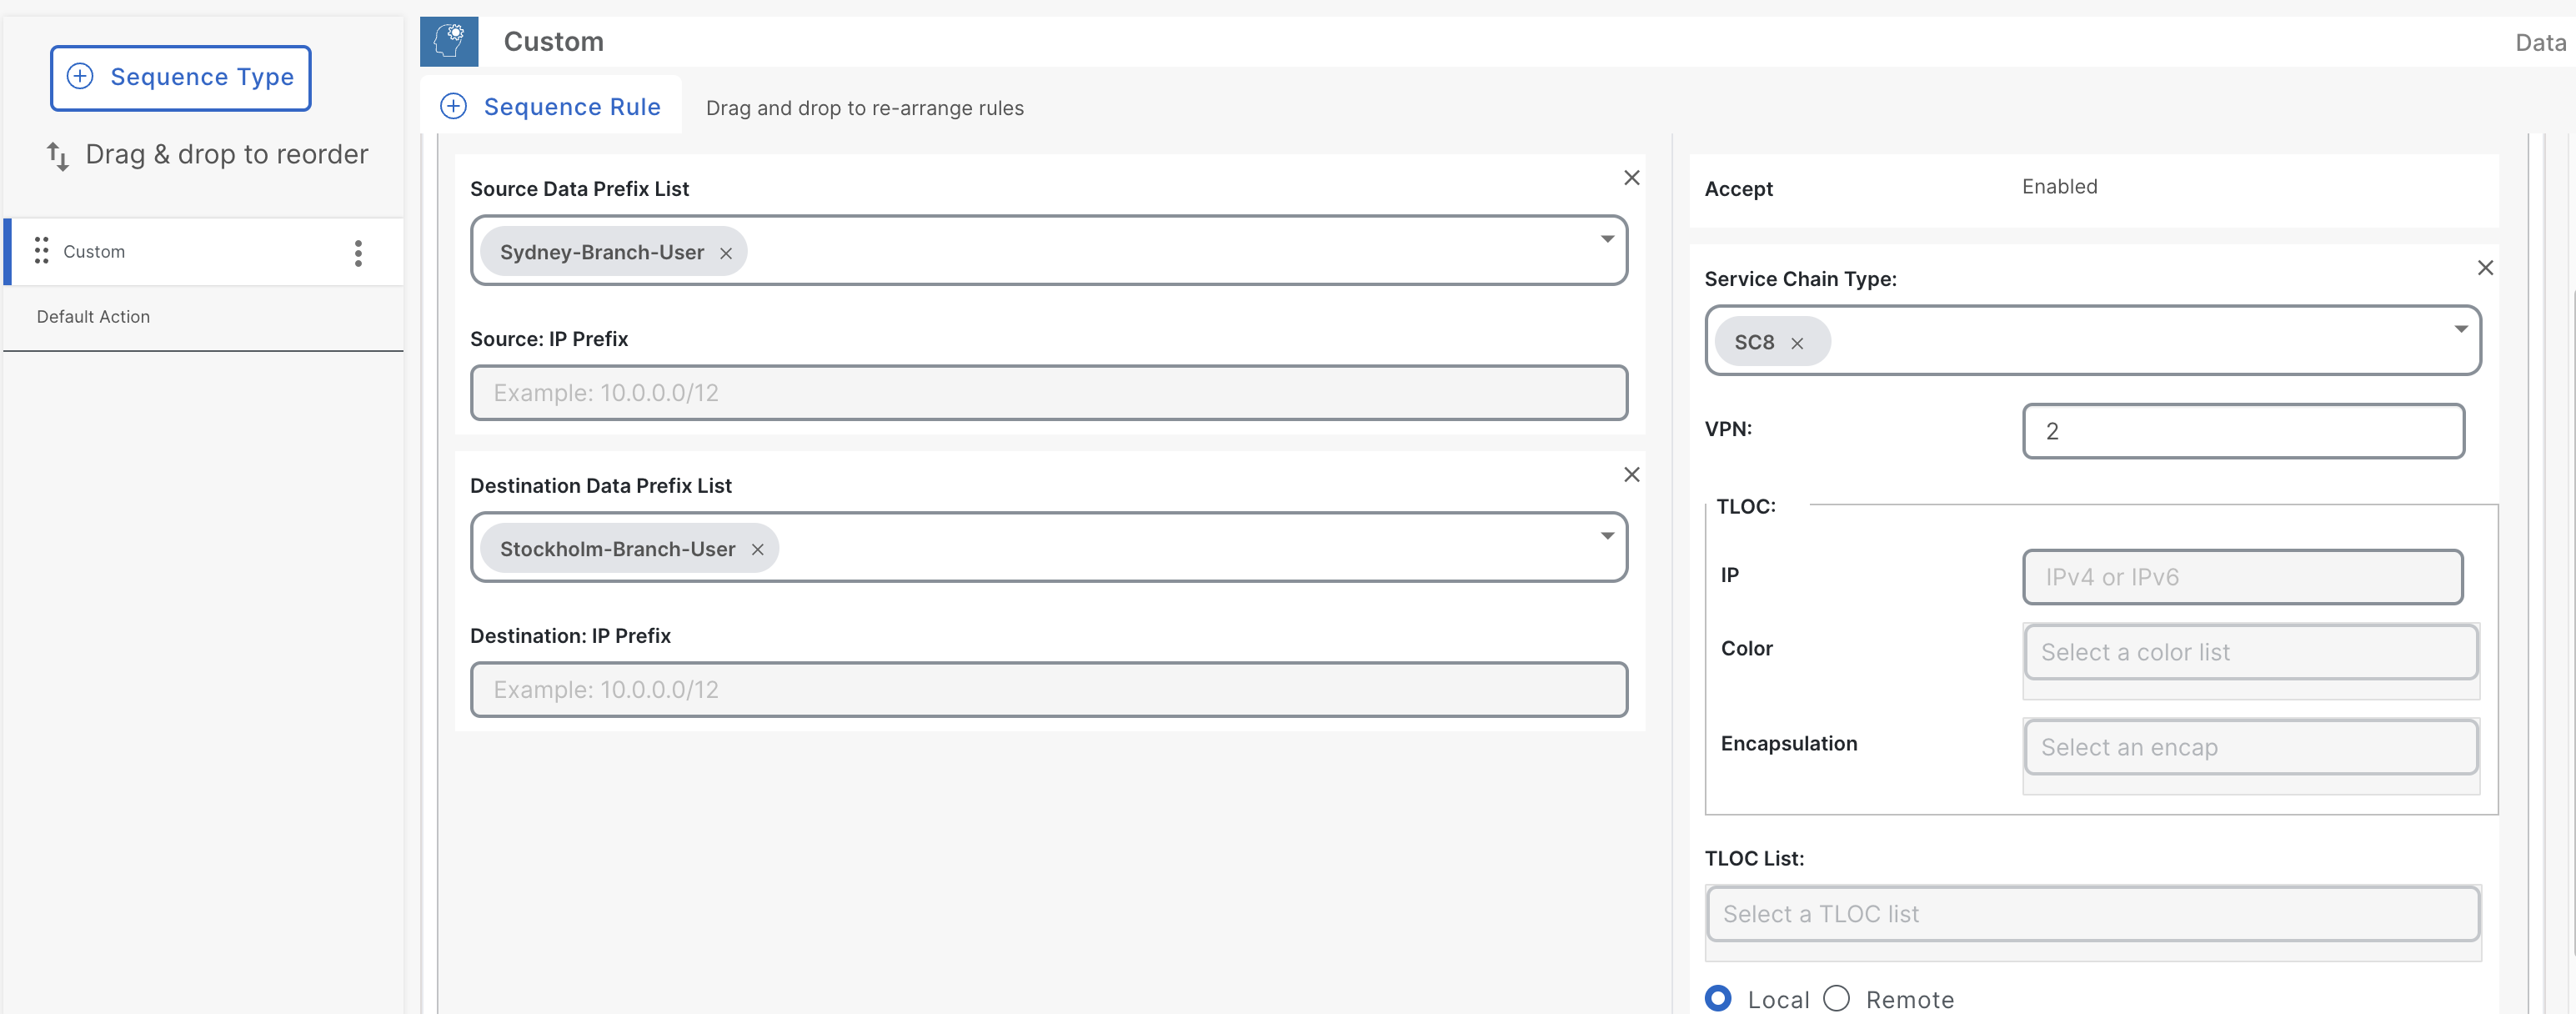 Sequence Type
Drag & drop to reorder
Custom
Default Action
Custom
Data
Sequence Rule
Drag and drop to re-arrange rules
Source Data Prefix List
Sydney-Branch-User
Source: IP Prefix
Example: 10.0.0.0/12
Destination Data Prefix List
Stockholm-Branch-User
Destination: IP Prefix
Example: 10.0.0.0/12
Accept
Enabled
Service Chain Type:
SC8
VPN:
2
TLOC:
IP
IPv4 or IPv6
Color
Select a color list
Encapsulation
Select an encap
TLOC List:
Select a TLOC list
Local
Remote